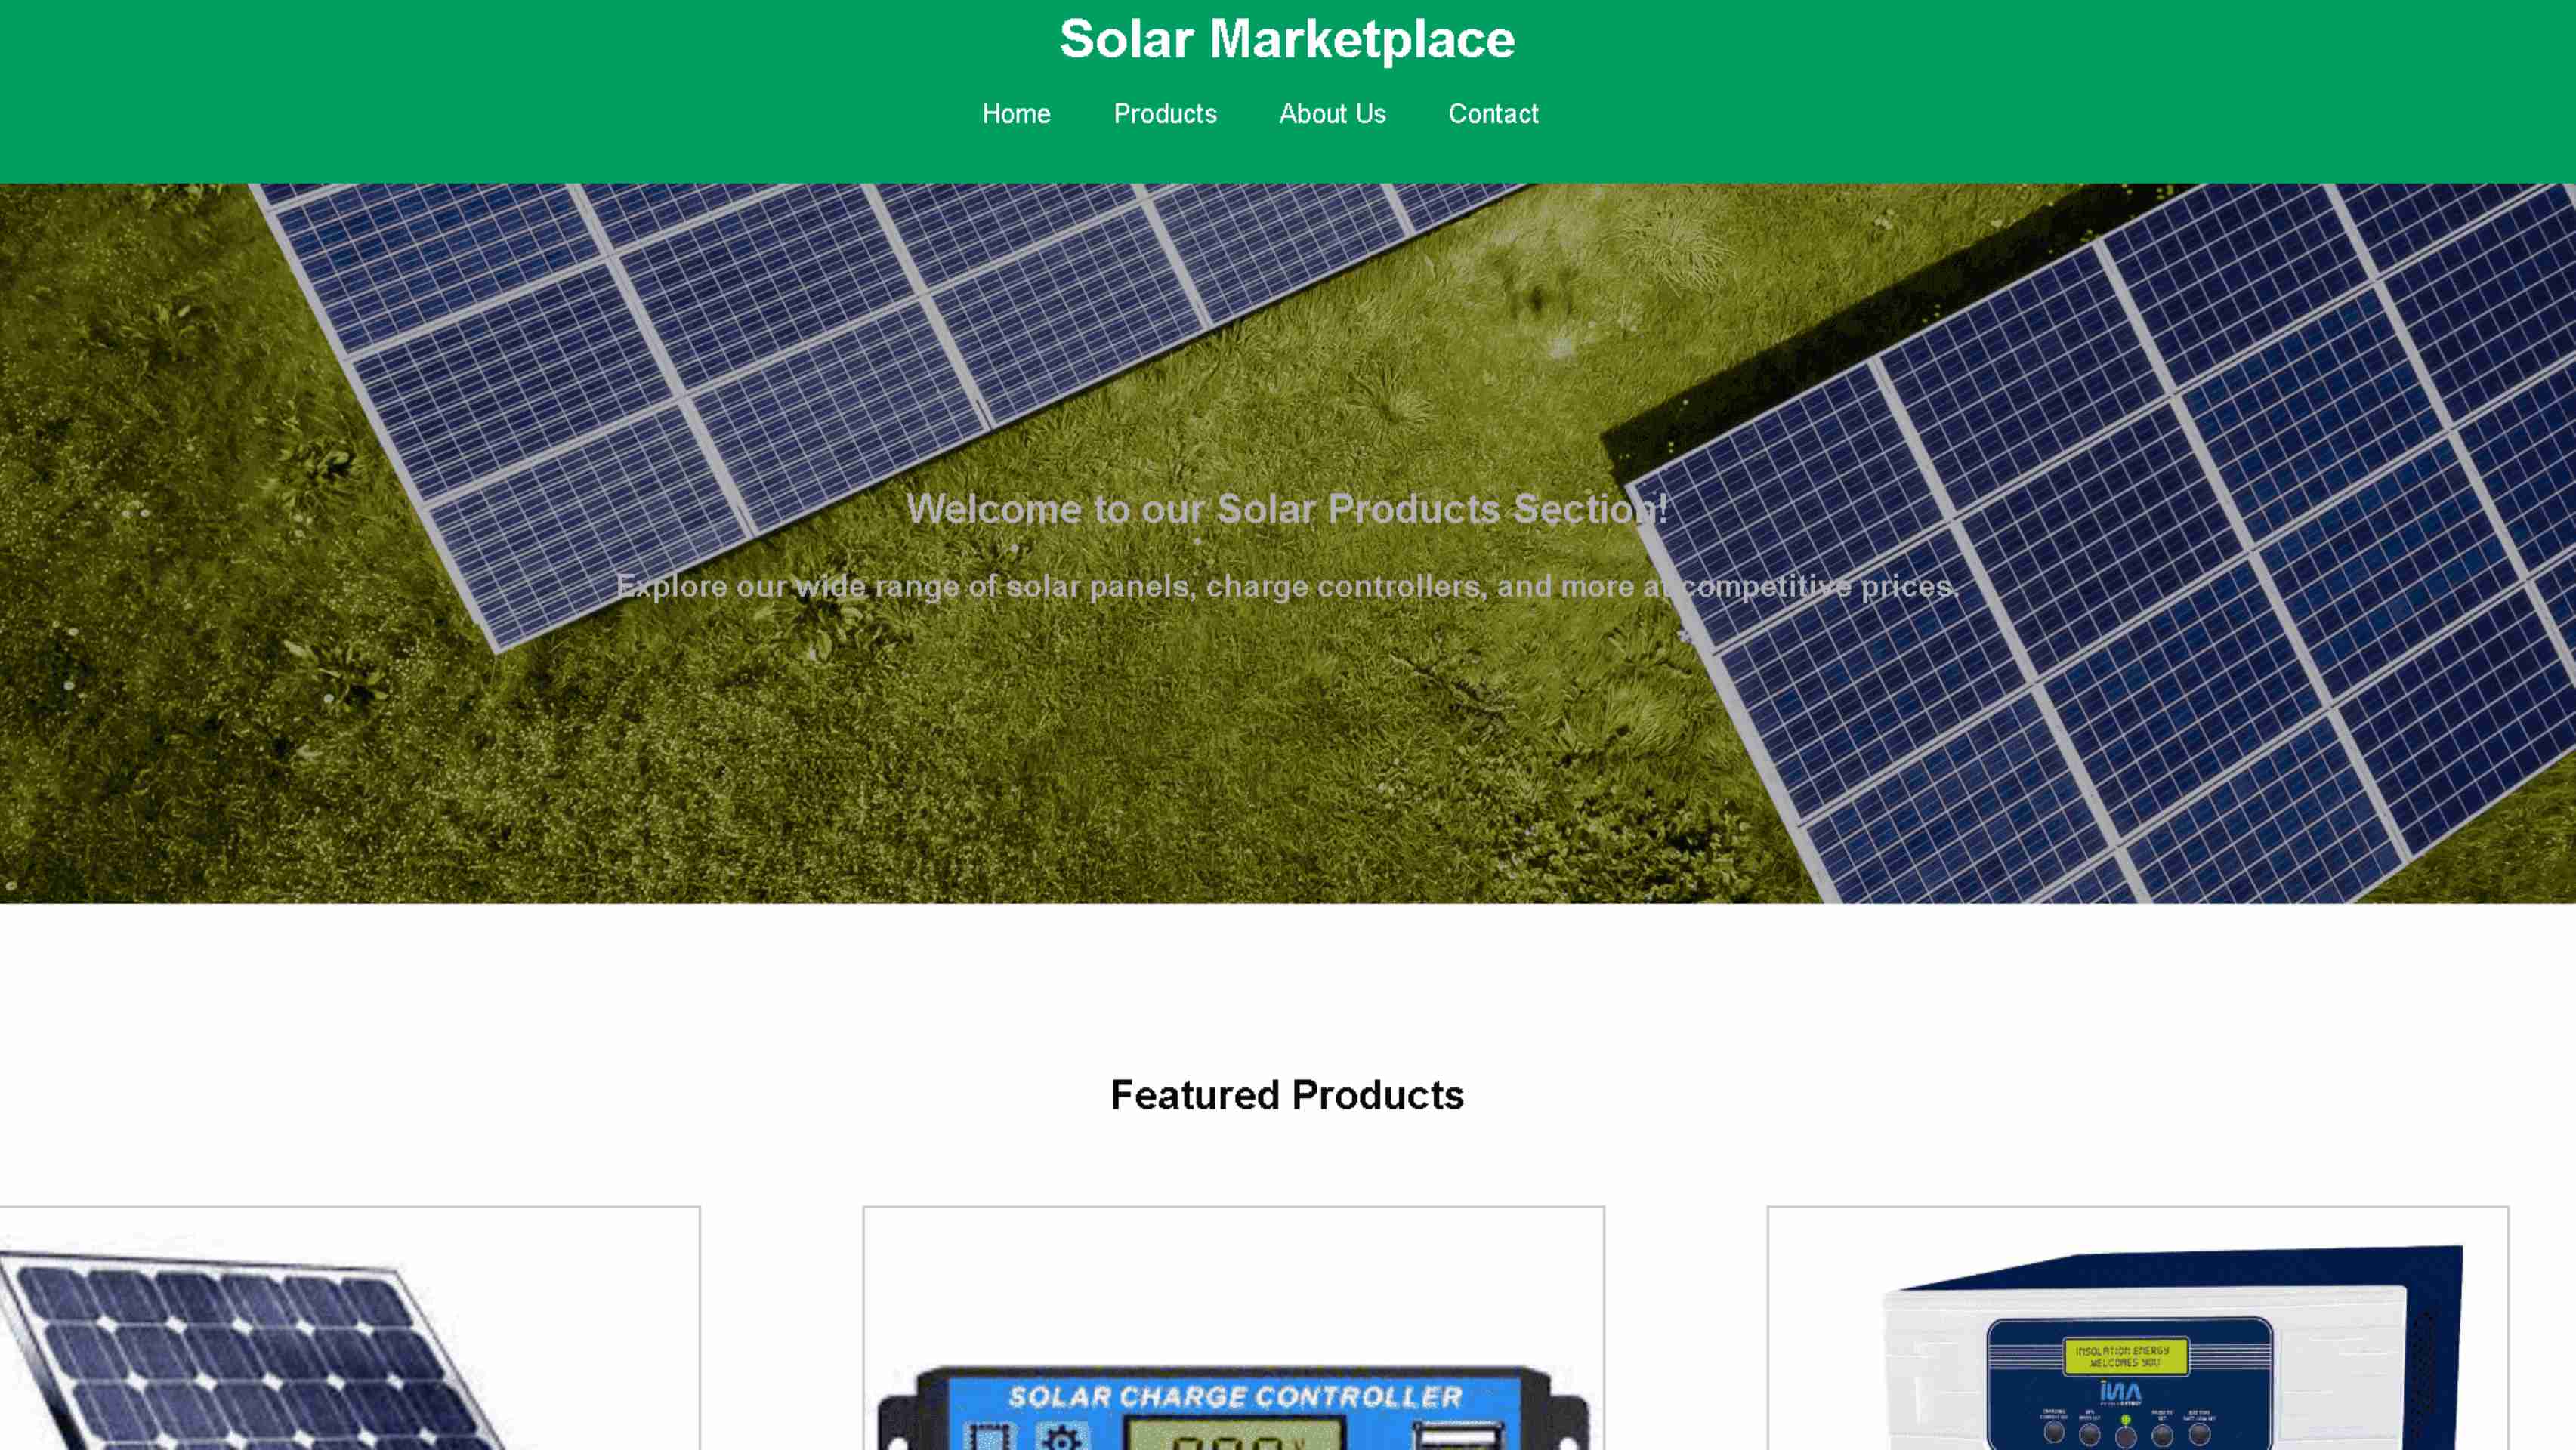 Solar Marketplace
Home Products About Us Contact
Welcome to our Solar Products Section!
Explore our wide range of solar panels, charge controllers, and more at competitive prices.
Featured Products
SOLAR CHARGE CONTROLLER
INSOLATION ENERGY
WELCOMES YOU
iNA